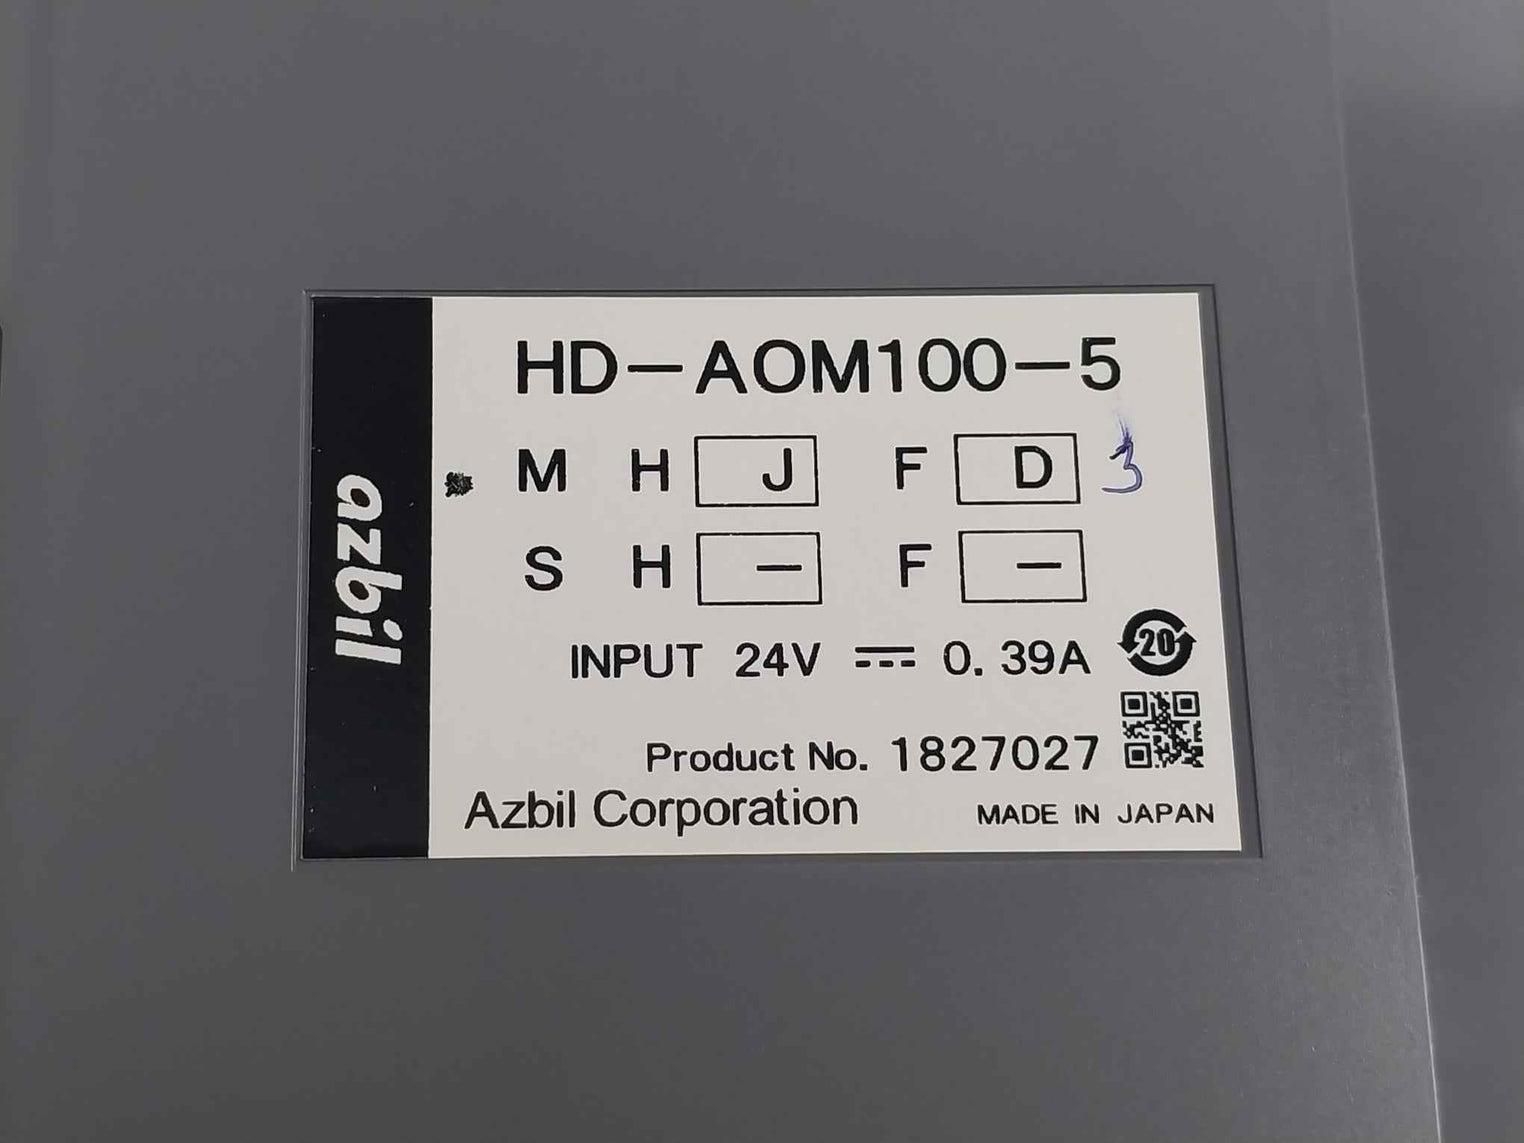 azbil
HD-AOM100-5
M H J F D 3
S H - F -
INPUT 24V ⎓ 0.39A
20
Product No. 1827027
Azbil Corporation MADE IN JAPAN